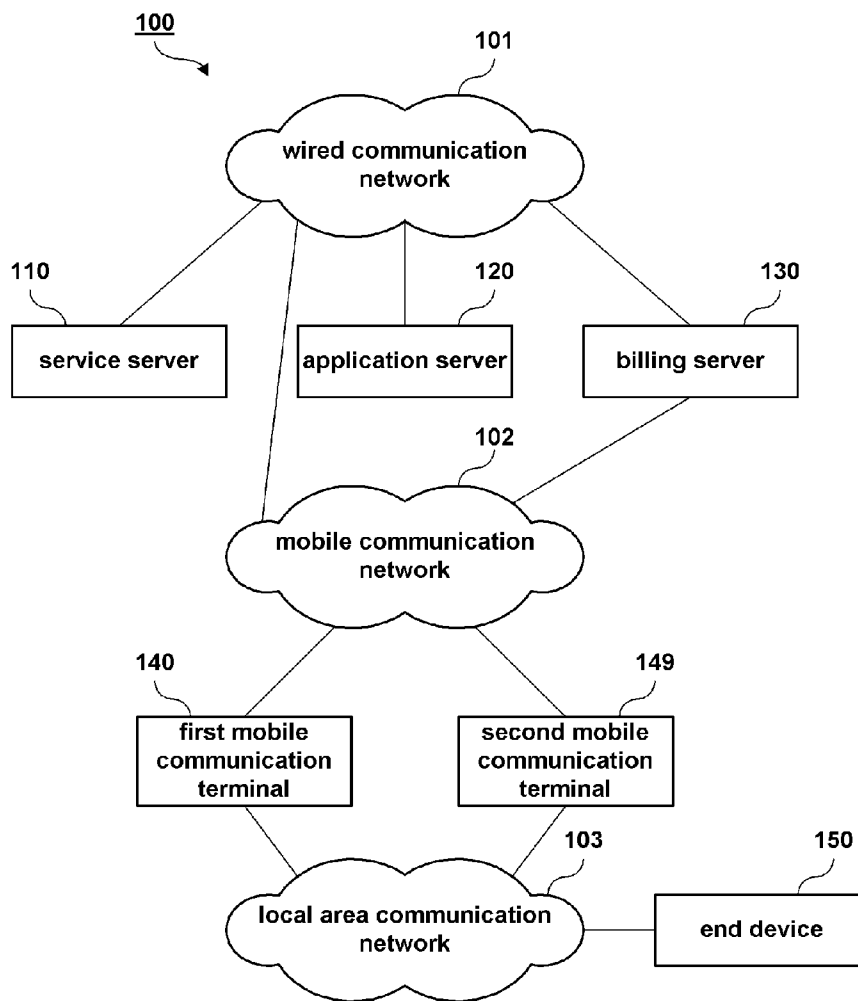 100
101
wired communication
network
110
120
130
service server
application server
billing server
102
mobile communication
network
140
149
first mobile
communication
terminal
second mobile
communication
terminal
103
150
local area communication
network
end device